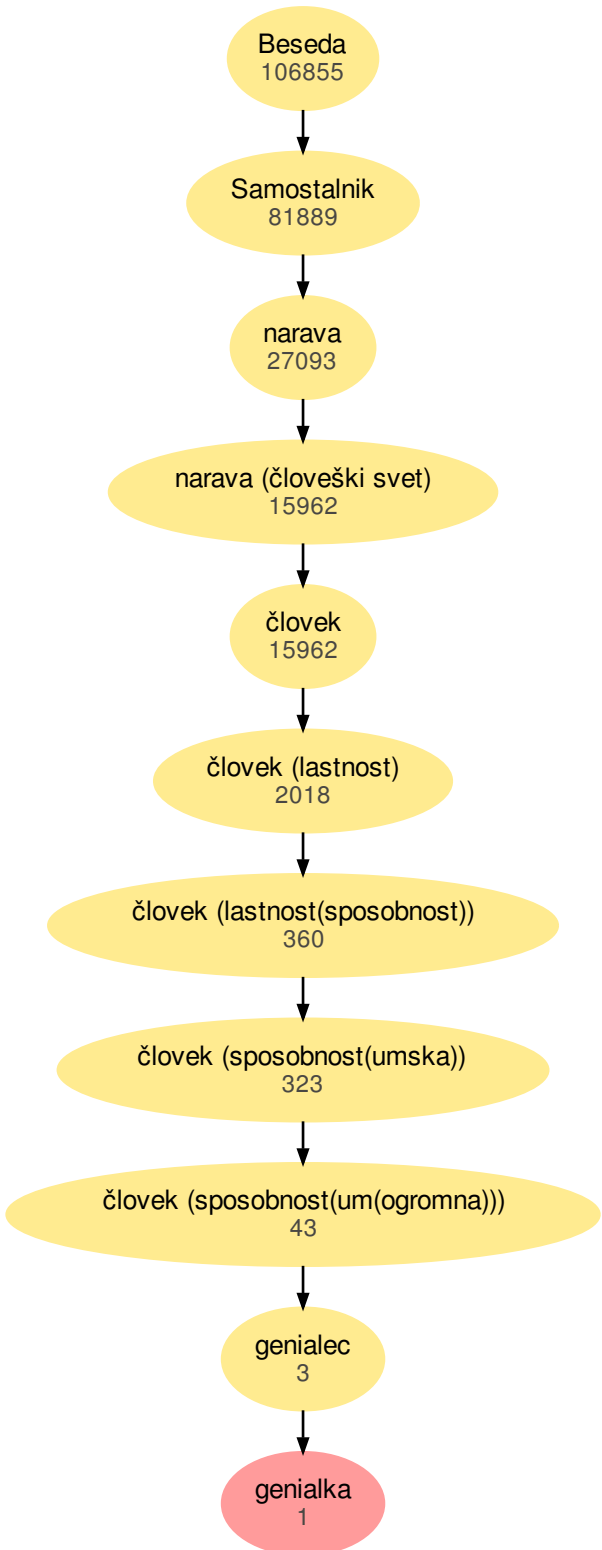 Beseda
106855
Samostalnik
81889
narava
27093
narava (človeški svet)
15962
človek
15962
človek (lastnost)
2018
človek (lastnost(sposobnost))
360
človek (sposobnost(umska))
323
človek (sposobnost(um(ogromna)))
43
genialec
3
genialka
1